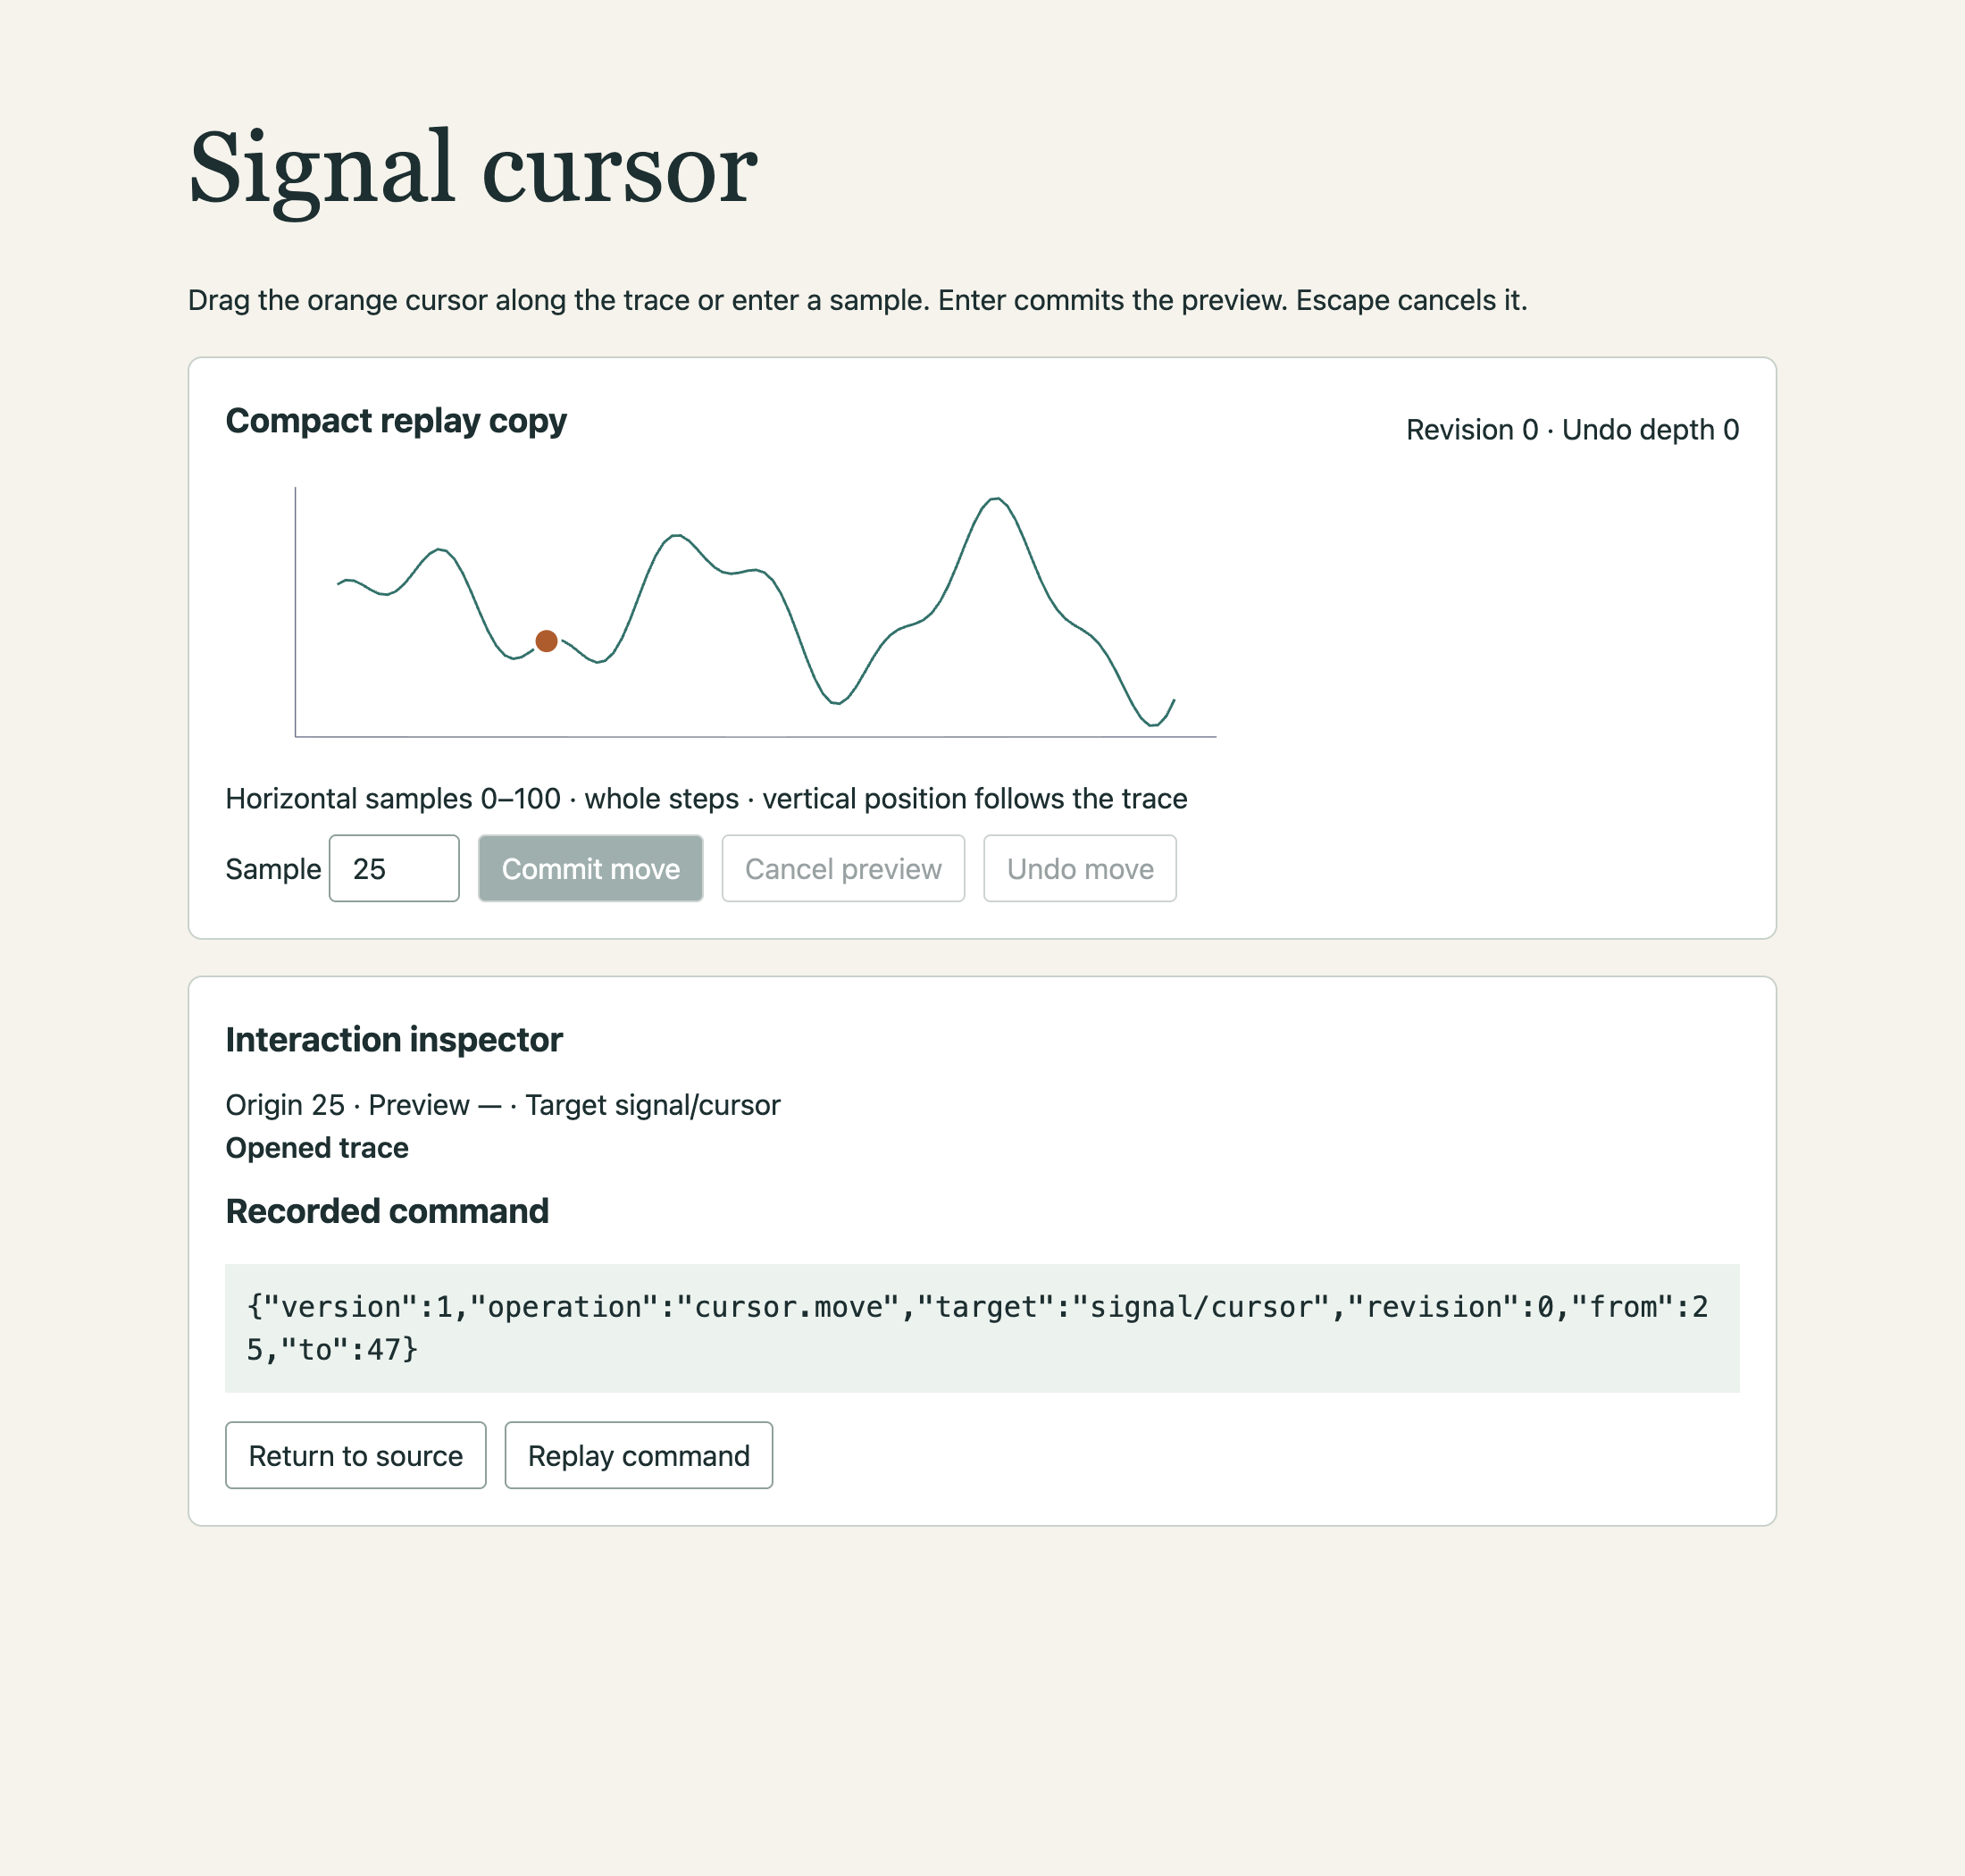 Signal cursor
Drag the orange cursor along the trace or enter a sample. Enter commits the preview. Escape cancels it.
Compact replay copy
Revision 0 · Undo depth 0
Horizontal samples 0–100 · whole steps · vertical position follows the trace
Sample 25 Commit move Cancel preview Undo move
Interaction inspector
Origin 25 · Preview — · Target signal/cursor
Opened trace
Recorded command
{"version":1,"operation":"cursor.move","target":"signal/cursor","revision":0,"from":2
5,"to":47}
Return to source Replay command